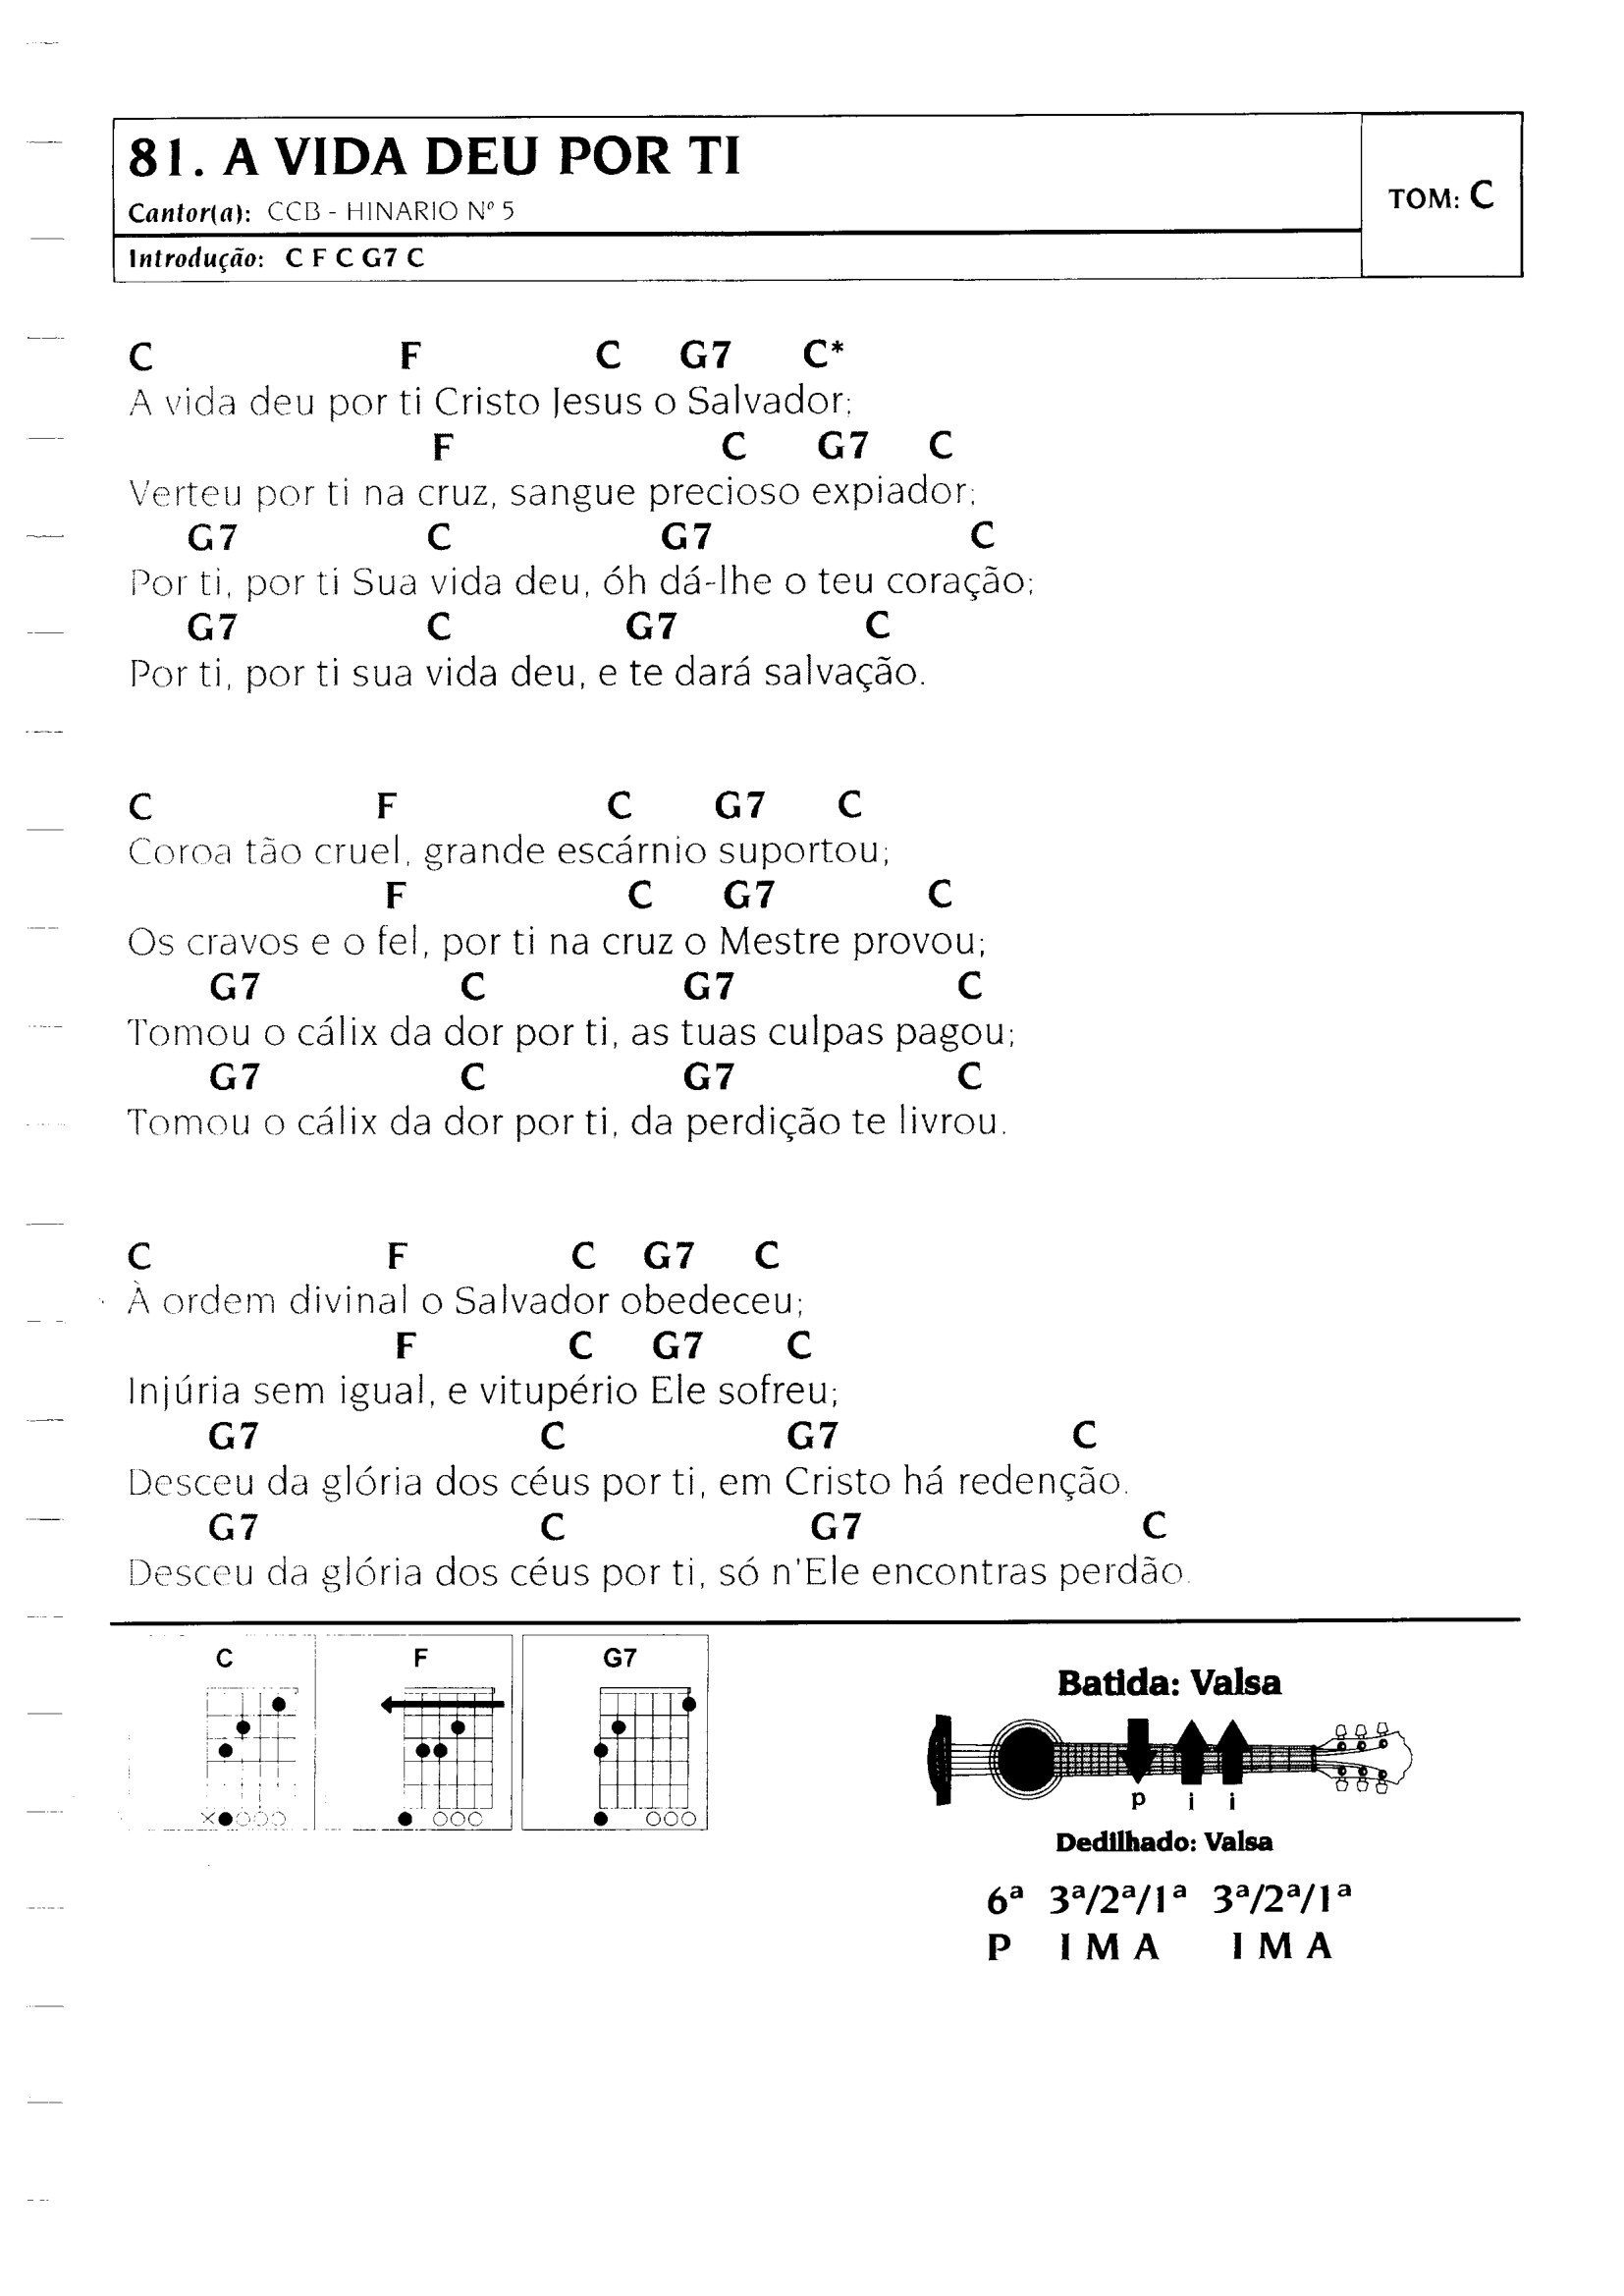 81. A VIDA DEU POR TI
Cantor(a): CCB - HINARIO Nº 5
TOM: C
Introdução: C F C G7 C
C F C G7 C*
A vida deu por ti Cristo Jesus o Salvador;
F C G7 C
Verteu por ti na cruz, sangue precioso expiador;
G7 C G7 C
Por ti, por ti Sua vida deu, óh dá-lhe o teu coração;
G7 C G7 C
Por ti, por ti sua vida deu, e te dará salvação.
C F C G7 C
Coroa tão cruel, grande escárnio suportou;
F C G7 C
Os cravos e o fel, por ti na cruz o Mestre provou;
G7 C G7 C
Tomou o cálix da dor por ti, as tuas culpas pagou;
G7 C G7 C
Tomou o cálix da dor por ti, da perdição te livrou.
C F C G7 C
À ordem divinal o Salvador obedeceu;
F C G7 C
Injúria sem igual, e vitupério Ele sofreu;
G7 C G7 C
Desceu da glória dos céus por ti, em Cristo há redenção.
G7 C G7 C
Desceu da glória dos céus por ti, só n'Ele encontras perdão.
C F G7
Batida: Valsa
p i i
Dedilhado: Valsa
6ª 3ª/2ª/1ª 3ª/2ª/1ª
P I M A I M A